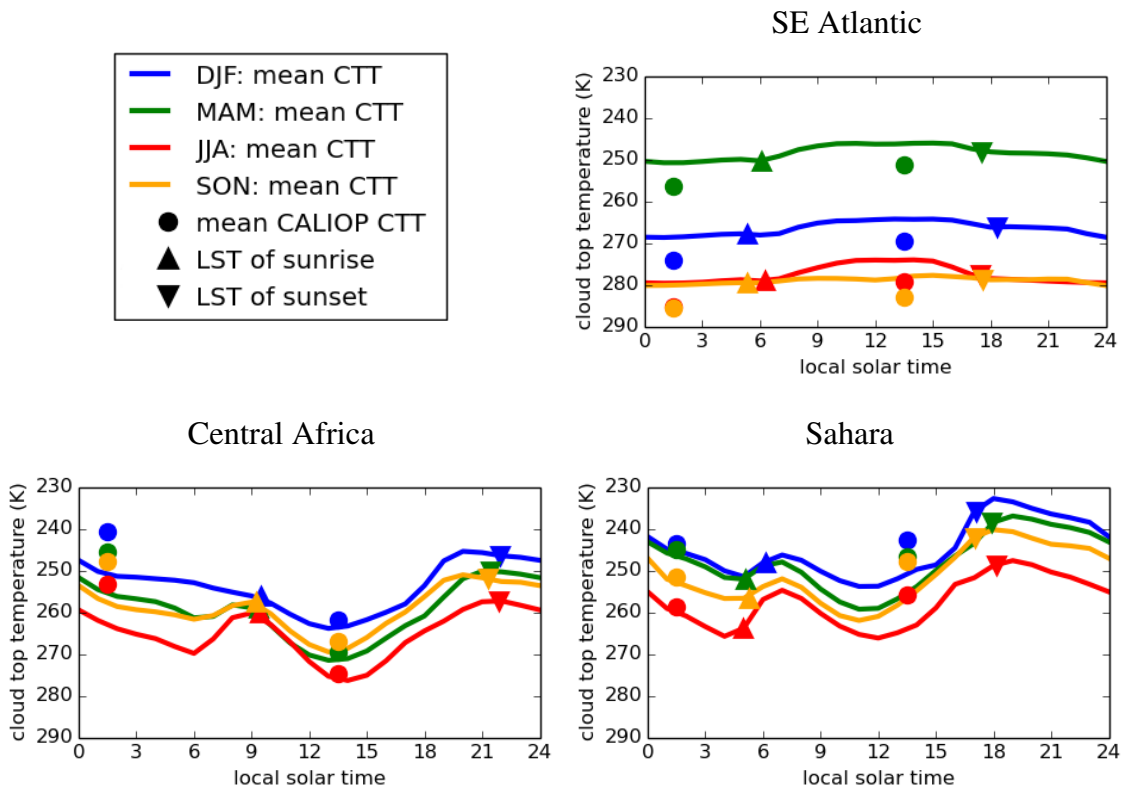 SE Atlantic
DJF: mean CTT
MAM: mean CTT
JJA: mean CTT
SON: mean CTT
mean CALIOP CTT
LST of sunrise
LST of sunset
cloud top temperature (K)
230
240
250
260
270
280
290
0 3 6 9 12 15 18 21 24
local solar time
Central Africa
cloud top temperature (K)
230
240
250
260
270
280
290
0 3 6 9 12 15 18 21 24
local solar time
Sahara
cloud top temperature (K)
230
240
250
260
270
280
290
0 3 6 9 12 15 18 21 24
local solar time